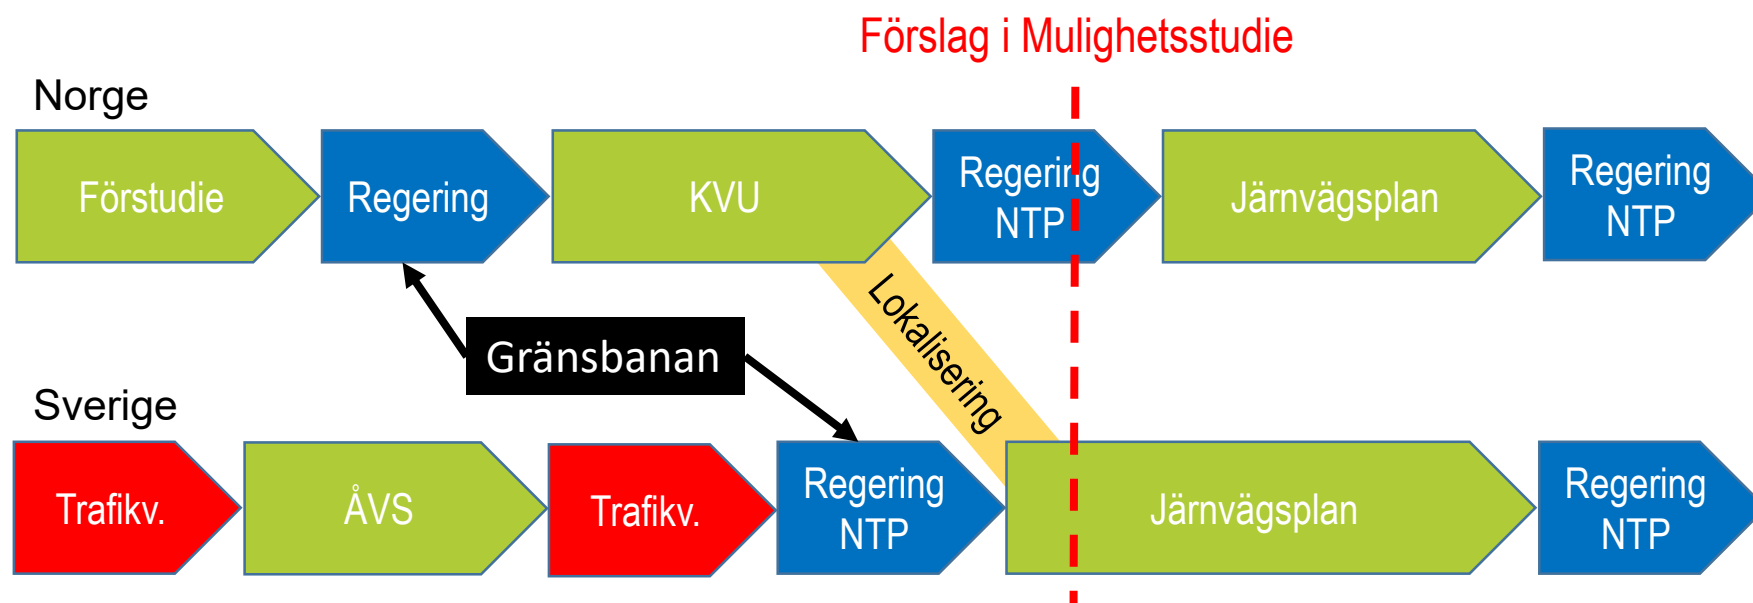 Förslag i Mulighetsstudie
Norge
Förstudie
Regering
KVU
Regering
NTP
Järnvägsplan
Regering
NTP
Lokalisering
Gränsbanan
Sverige
Trafikv.
ÅVS
Trafikv.
Regering
NTP
Järnvägsplan
Regering
NTP